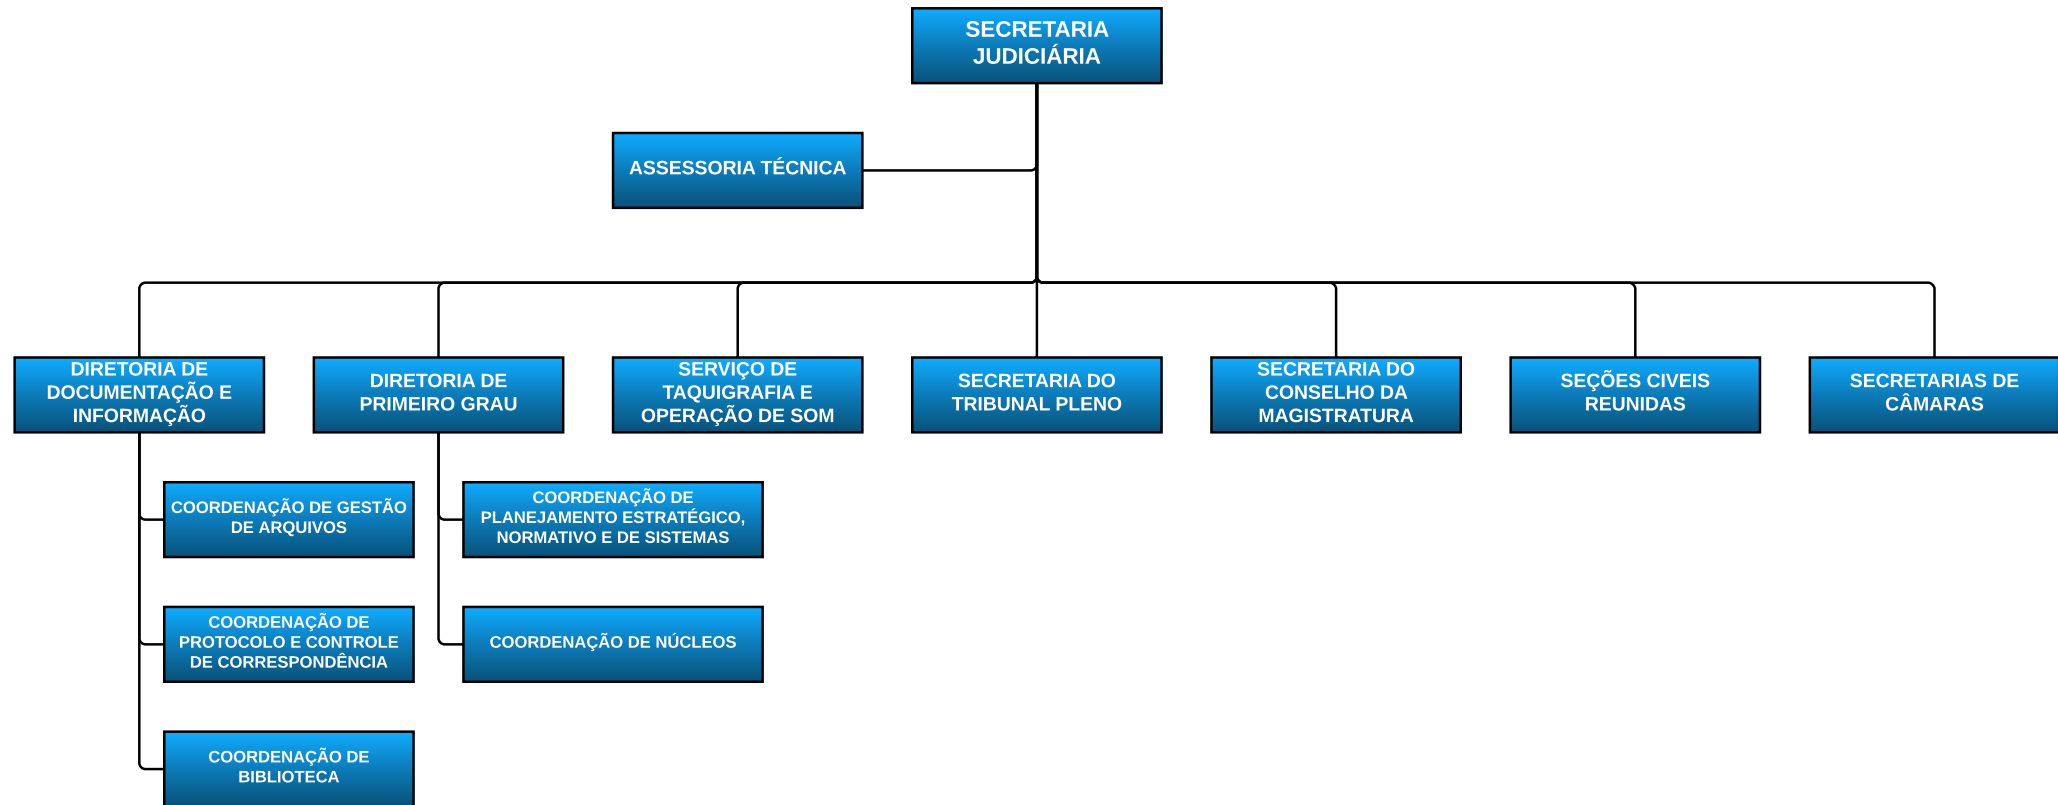 SECRETARIA
JUDICIÁRIA
ASSESSORIA TÉCNICA
DIRETORIA DE
DOCUMENTAÇÃO E
INFORMAÇÃO
DIRETORIA DE
PRIMEIRO GRAU
SERVIÇO DE
TAQUIGRAFIA E
OPERAÇÃO DE SOM
SECRETARIA DO
TRIBUNAL PLENO
SECRETARIA DO
CONSELHO DA
MAGISTRATURA
SEÇÕES CIVEIS
REUNIDAS
SECRETARIAS DE
CÂMARAS
COORDENAÇÃO DE GESTÃO
DE ARQUIVOS
COORDENAÇÃO DE
PLANEJAMENTO ESTRATÉGICO,
NORMATIVO E DE SISTEMAS
COORDENAÇÃO DE
PROTOCOLO E CONTROLE
DE CORRESPONDÊNCIA
COORDENAÇÃO DE NÚCLEOS
COORDENAÇÃO DE
BIBLIOTECA